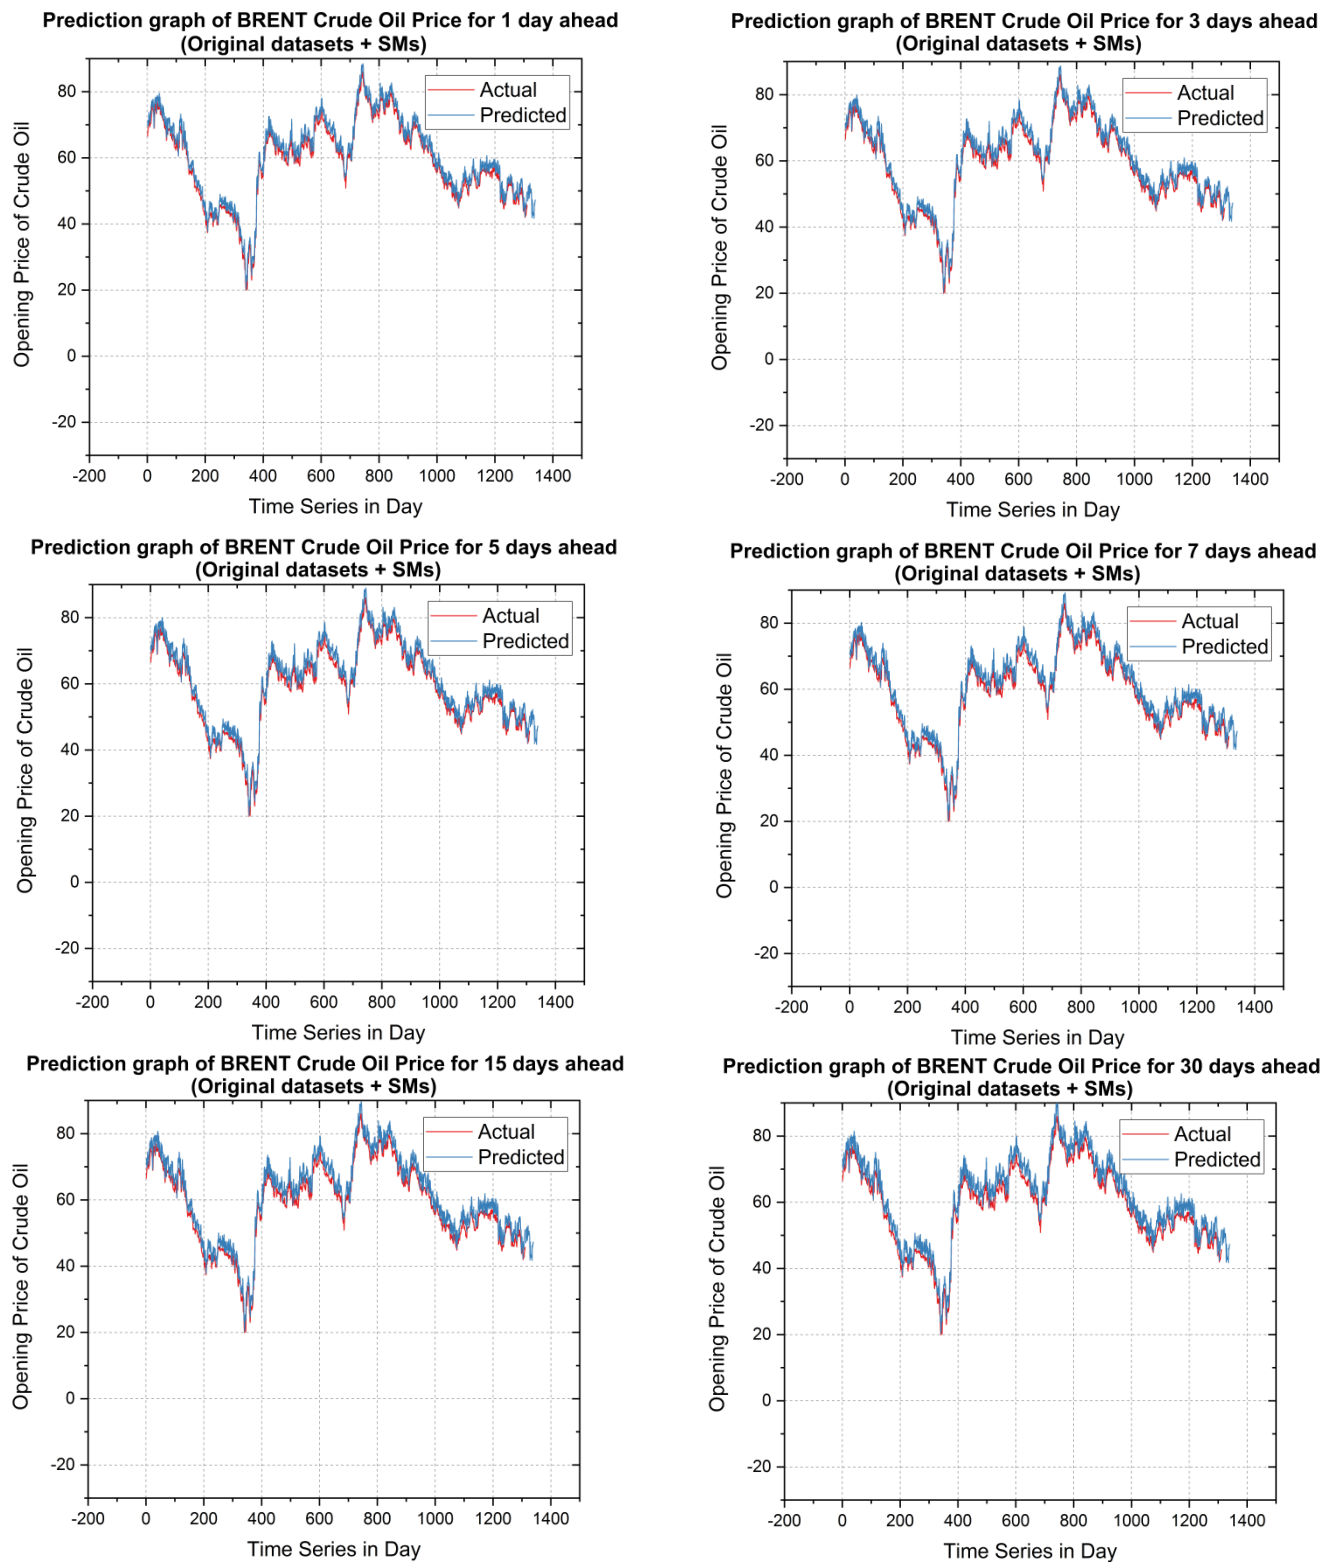 Prediction graph of BRENT Crude Oil Price for 1 day ahead
(Original datasets + SMs)
Actual
Predicted
80
60
40
20
0
-20
-200 0 200 400 600 800 1000 1200 1400
Opening Price of Crude Oil
Time Series in Day
Prediction graph of BRENT Crude Oil Price for 3 days ahead
(Original datasets + SMs)
Actual
Predicted
80
60
40
20
0
-20
-200 0 200 400 600 800 1000 1200 1400
Opening Price of Crude Oil
Time Series in Day
Prediction graph of BRENT Crude Oil Price for 5 days ahead
(Original datasets + SMs)
Actual
Predicted
80
60
40
20
0
-20
-200 0 200 400 600 800 1000 1200 1400
Opening Price of Crude Oil
Time Series in Day
Prediction graph of BRENT Crude Oil Price for 7 days ahead
(Original datasets + SMs)
Actual
Predicted
80
60
40
20
0
-20
-200 0 200 400 600 800 1000 1200 1400
Opening Price of Crude Oil
Time Series in Day
Prediction graph of BRENT Crude Oil Price for 15 days ahead
(Original datasets + SMs)
Actual
Predicted
80
60
40
20
0
-20
-200 0 200 400 600 800 1000 1200 1400
Opening Price of Crude Oil
Time Series in Day
Prediction graph of BRENT Crude Oil Price for 30 days ahead
(Original datasets + SMs)
Actual
Predicted
80
60
40
20
0
-20
-200 0 200 400 600 800 1000 1200 1400
Opening Price of Crude Oil
Time Series in Day